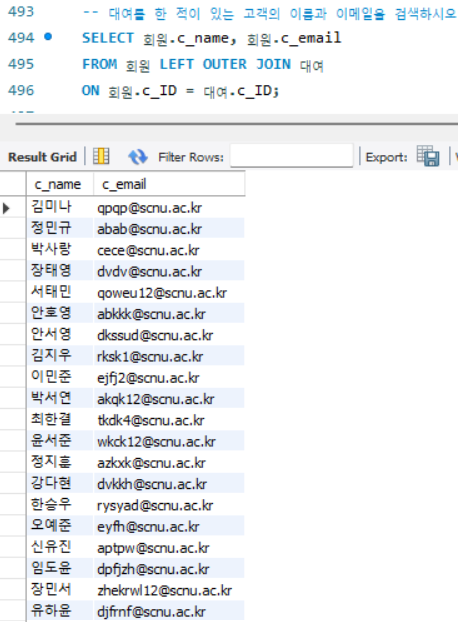 493 -- 대여를 한 적이 있는 고객의 이름과 이메일을 검색하시오
494 SELECT 회원.c_name, 회원.c_email
495 FROM 회원 LEFT OUTER JOIN 대여
496 ON 회원.c_ID = 대여.c_ID;
Result Grid Filter Rows: Export:
c_name c_email
김미나 qpqp@scnu.ac.kr
정민규 abab@scnu.ac.kr
박사랑 cece@scnu.ac.kr
장태영 dvdv@scnu.ac.kr
서태민 qoweu12@scnu.ac.kr
안호영 abkkk@scnu.ac.kr
안서영 dkssud@scnu.ac.kr
김지우 rksk1@scnu.ac.kr
이민준 ejfj2@scnu.ac.kr
박서연 akqk12@scnu.ac.kr
최한결 tkdk4@scnu.ac.kr
윤서준 wkck12@scnu.ac.kr
정지훈 azkxk@scnu.ac.kr
강다현 dvkkh@scnu.ac.kr
한승우 rysyad@scnu.ac.kr
오예준 eyfh@scnu.ac.kr
신유진 aptpw@scnu.ac.kr
임도윤 dpfjzh@scnu.ac.kr
장민서 zhekrwl12@scnu.ac.kr
유하윤 djfrnf@scnu.ac.kr